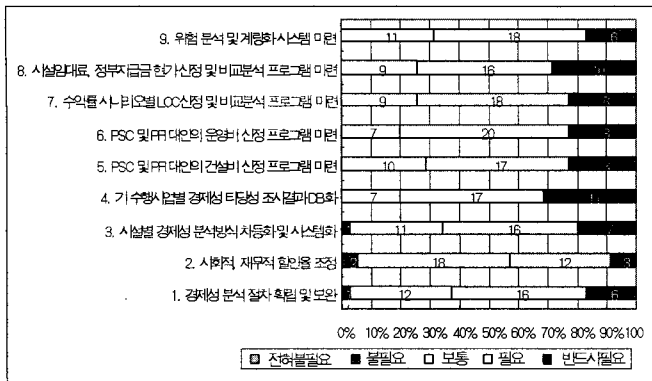 9. 위험 분석 및 계량화 시스템 마련
11 18 6
8. 시설임대료, 정부지급금 현가 산정 및 비교분석 프로그램 마련
9 16 10
7. 수익률 시나리오별 LCC산정 및 비교분석 프로그램 마련
9 18 8
6. PSC 및 PFI 대안의 운영비 산정 프로그램 마련
7 20 8
5. PSC 및 PFI 대안의 건설비 산정 프로그램 마련
10 17 8
4. 기 수행사업별 경제성 타당성 조사결과 DB화
7 17 11
3. 시설별 경제성 분석방식 차등화 및 시스템화
1 11 16 7
2. 사회적, 재무적 할인율 조정
2 18 12 3
1. 경제성 분석 절차 확립 및 보완
1 12 16 6
0% 10% 20% 30% 40% 50% 60% 70% 80% 90%100
전혀불필요 불필요 보통 필요 반드시필요